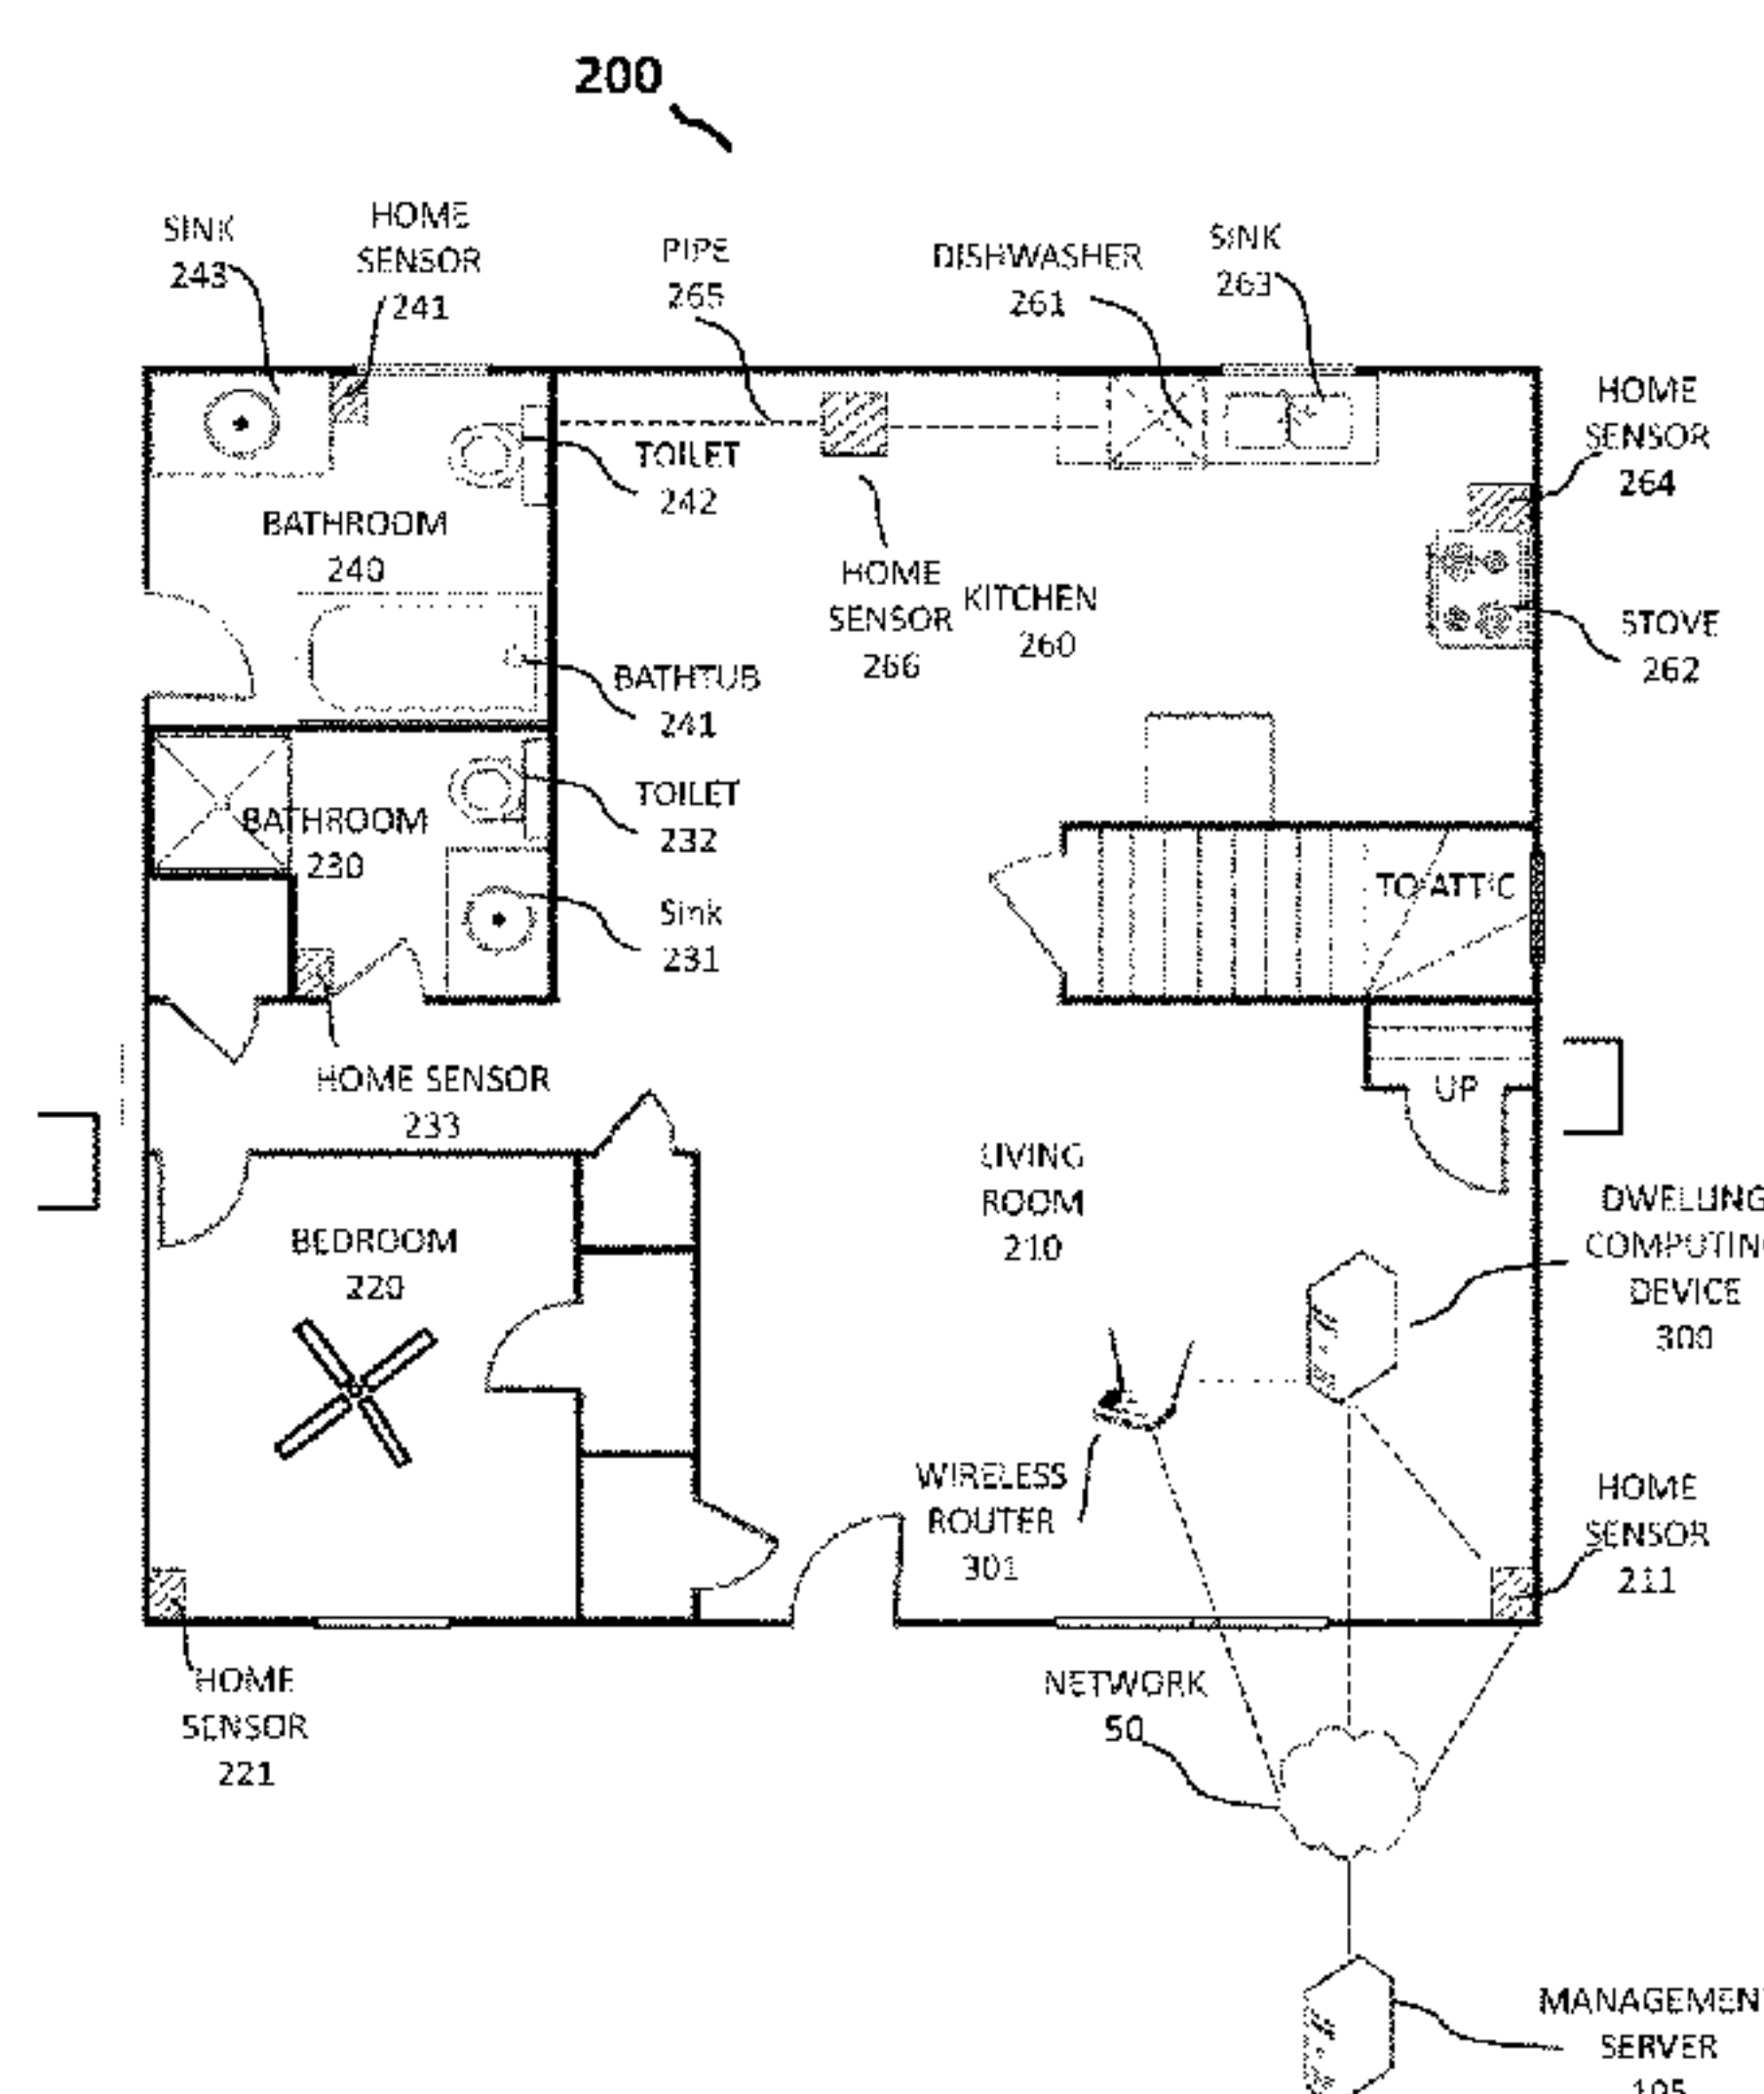 200
SINK
243
HOME
SENSOR
241
PIPE
265
DISHWASHER
261
SINK
263
HOME
SENSOR
264
TOILET
242
BATHROOM
240
HOME
SENSOR
266
KITCHEN
260
STOVE
262
BATHTUB
241
TOILET
232
BATHROOM
230
Sink
231
TO ATTIC
HOME SENSOR
233
UP
LIVING
ROOM
210
DWELLING
COMPUTING
DEVICE
300
BEDROOM
220
WIRELESS
ROUTER
301
HOME
SENSOR
211
HOME
SENSOR
221
NETWORK
50
MANAGEMENT
SERVER
105